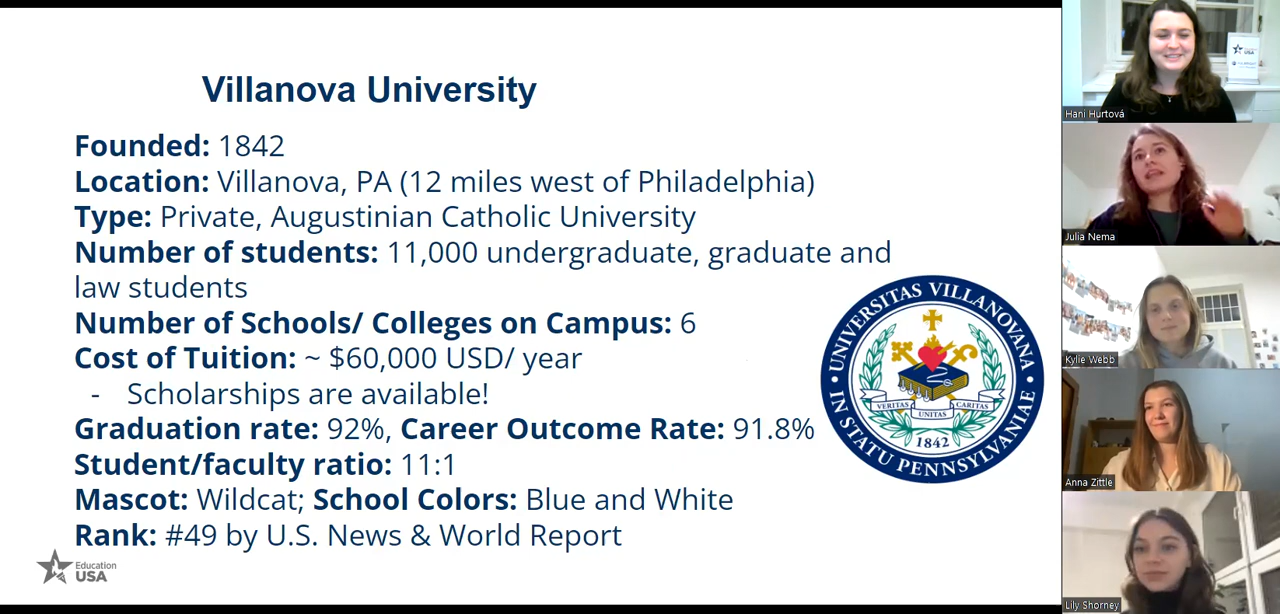 Villanova University
Founded: 1842
Location: Villanova, PA (12 miles west of Philadelphia)
Type: Private, Augustinian Catholic University
Number of students: 11,000 undergraduate, graduate and
law students
Number of Schools/ Colleges on Campus: 6
Cost of Tuition: ~ $60,000 USD/ year
- Scholarships are available!
Graduation rate: 92%, Career Outcome Rate: 91.8%
Student/faculty ratio: 11:1
Mascot: Wildcat; School Colors: Blue and White
Rank: #49 by U.S. News & World Report
UNIVERSITAS VILLANOVANA
IN STATU PENNSYLVANIAE
VERITAS UNITAS CARITAS
1842
Education
USA
Education
USA
Hani Hurtová
Julia Nema
Kylie Webb
Anna Zittle
Lily Shorney